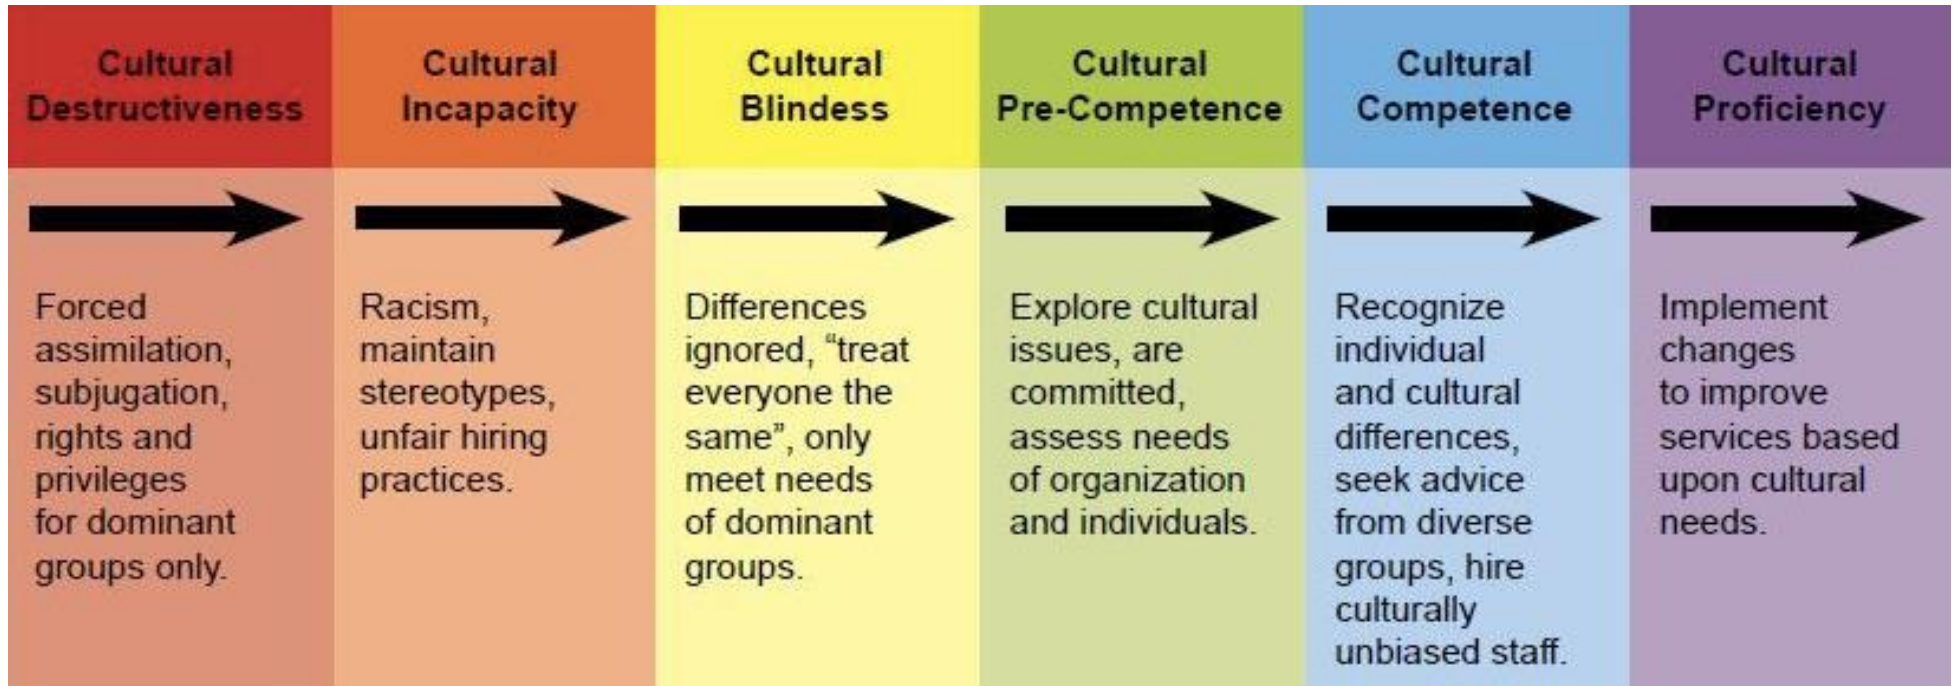 Cultural
Destructiveness
Cultural
Incapacity
Cultural
Blindess
Cultural
Pre-Competence
Cultural
Competence
Cultural
Proficiency
Forced
assimilation,
subjugation,
rights and
privileges
for dominant
groups only.
Racism,
maintain
stereotypes,
unfair hiring
practices.
Differences
ignored, “treat
everyone the
same”, only
meet needs
of dominant
groups.
Explore cultural
issues, are
committed,
assess needs
of organization
and individuals.
Recognize
individual
and cultural
differences,
seek advice
from diverse
groups, hire
culturally
unbiased staff.
Implement
changes
to improve
services based
upon cultural
needs.